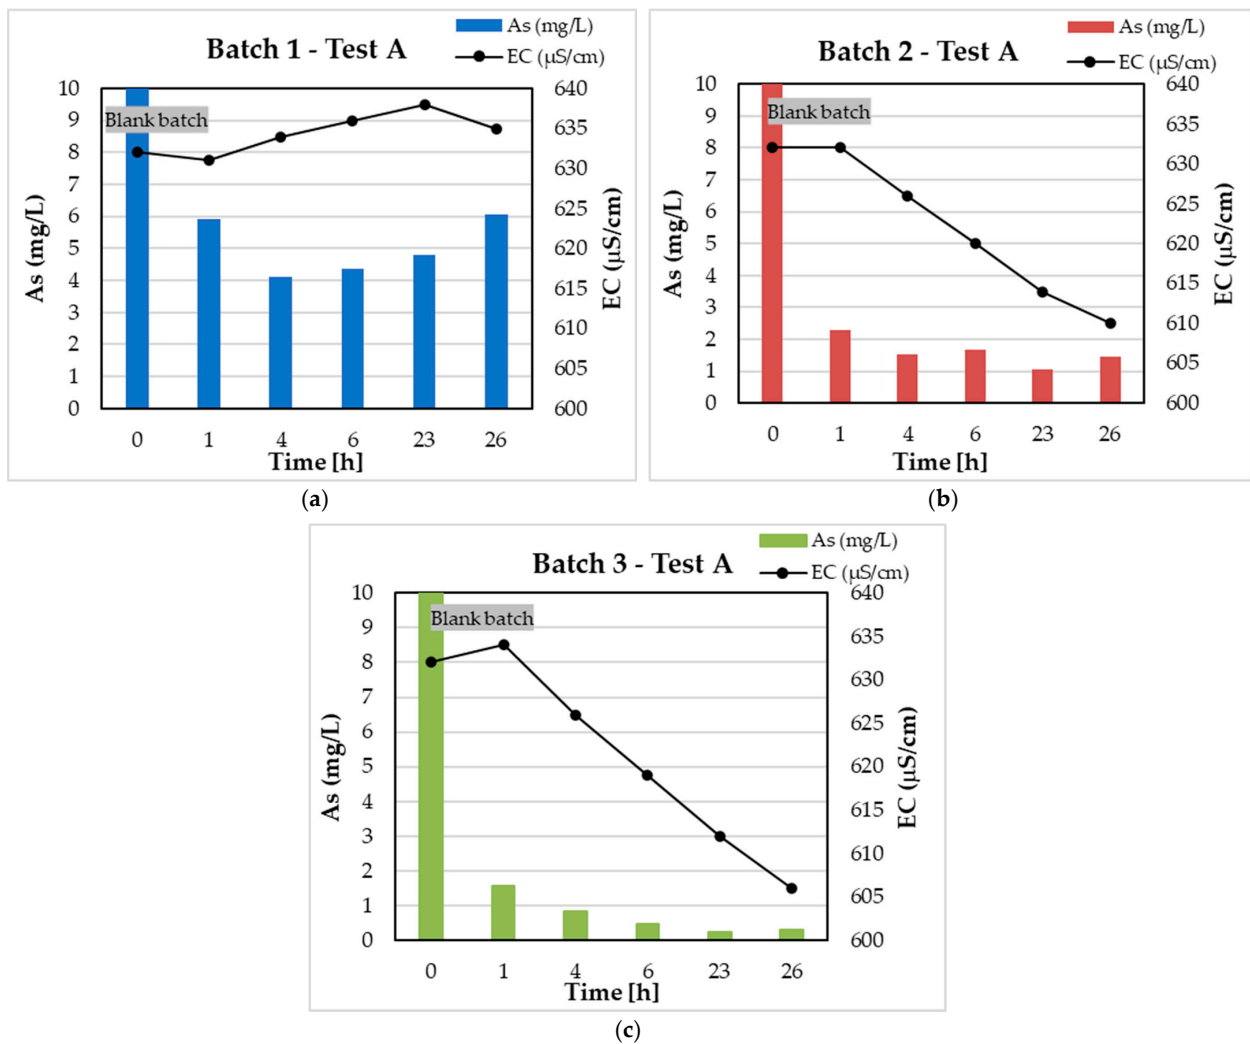 As (mg/L)
Batch 1 - Test A
EC (µS/cm)
10
9
8
7
6
5
4
3
2
1
0
As (mg/L)
Blank batch
640
635
630
625
620
615
610
605
600
EC (µS/cm)
0 1 4 6 23 26
Time [h]
(a)
As (mg/L)
Batch 2 - Test A
EC (µS/cm)
10
9
8
7
6
5
4
3
2
1
0
As (mg/L)
Blank batch
640
635
630
625
620
615
610
605
600
EC (µS/cm)
0 1 4 6 23 26
Time [h]
(b)
As (mg/L)
Batch 3 - Test A
EC (µS/cm)
10
9
8
7
6
5
4
3
2
1
0
As (mg/L)
Blank batch
640
635
630
625
620
615
610
605
600
EC (µS/cm)
0 1 4 6 23 26
Time [h]
(c)